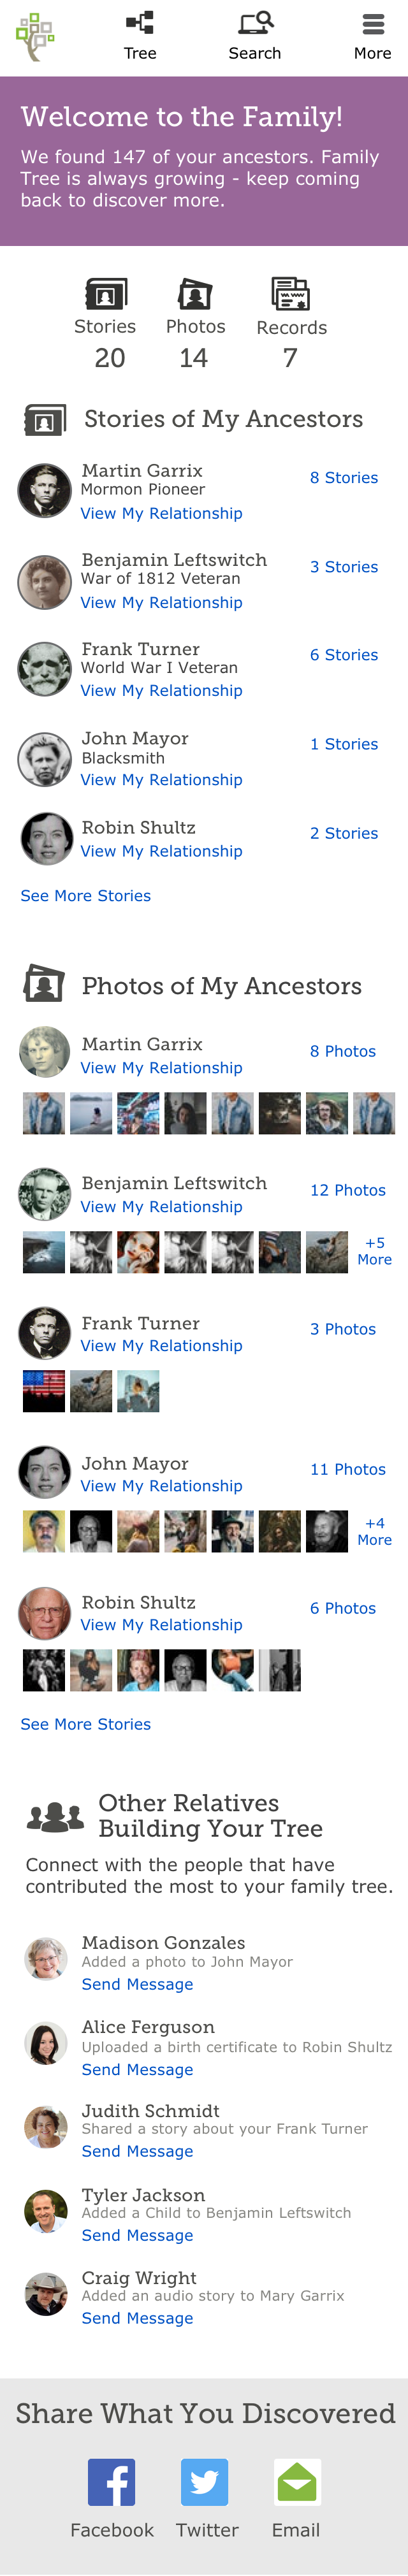 Tree Search More
Welcome to the Family!
We found 147 of your ancestors. Family
Tree is always growing - keep coming
back to discover more.
Stories Photos Records
20 14 7
Stories of My Ancestors
Martin Garrix
Mormon Pioneer
8 Stories
View My Relationship
Benjamin Leftswitch
War of 1812 Veteran
3 Stories
View My Relationship
Frank Turner
World War I Veteran
6 Stories
View My Relationship
John Mayor
Blacksmith
1 Stories
View My Relationship
Robin Shultz
2 Stories
View My Relationship
See More Stories
Photos of My Ancestors
Martin Garrix
8 Photos
View My Relationship
Benjamin Leftswitch
12 Photos
View My Relationship
+5
More
Frank Turner
3 Photos
View My Relationship
John Mayor
11 Photos
View My Relationship
+4
More
Robin Shultz
6 Photos
View My Relationship
See More Stories
Other Relatives
Building Your Tree
Connect with the people that have
contributed the most to your family tree.
Madison Gonzales
Added a photo to John Mayor
Send Message
Alice Ferguson
Uploaded a birth certificate to Robin Shultz
Send Message
Judith Schmidt
Shared a story about your Frank Turner
Send Message
Tyler Jackson
Added a Child to Benjamin Leftswitch
Send Message
Craig Wright
Added an audio story to Mary Garrix
Send Message
Share What You Discovered
Facebook Twitter Email